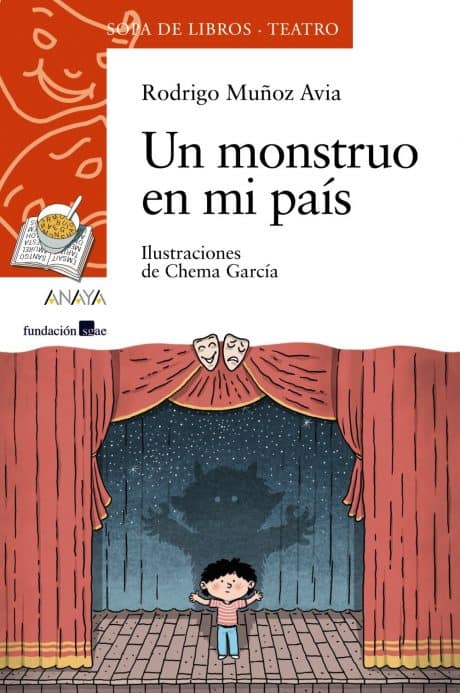 SOPA DE LIBROS · TEATRO
Rodrigo Muñoz Avia
Un monstruo
en mi país
Ilustraciones
de Chema García
ANAYA
fundación sgae